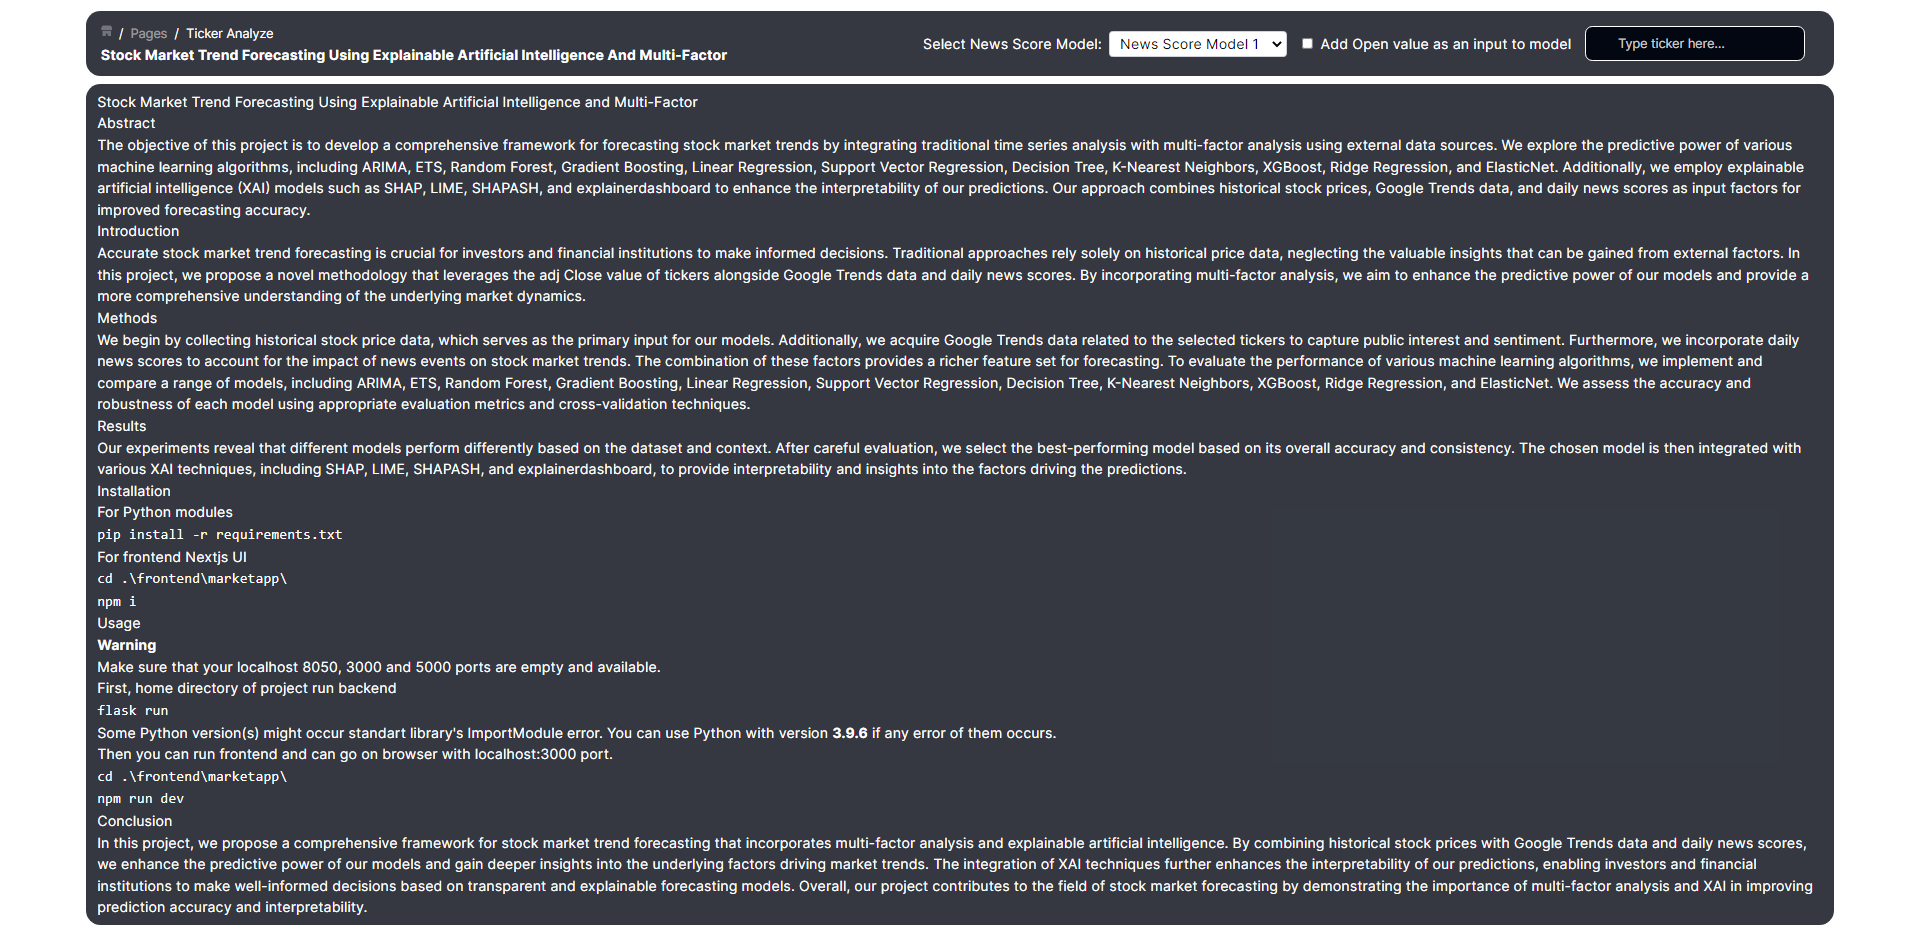 / Pages / Ticker Analyze
Stock Market Trend Forecasting Using Explainable Artificial Intelligence And Multi-Factor
Select News Score Model: News Score Model 1 Add Open value as an input to model Type ticker here...
Stock Market Trend Forecasting Using Explainable Artificial Intelligence and Multi-Factor
Abstract
The objective of this project is to develop a comprehensive framework for forecasting stock market trends by integrating traditional time series analysis with multi-factor analysis using external data sources. We explore the predictive power of various
machine learning algorithms, including ARIMA, ETS, Random Forest, Gradient Boosting, Linear Regression, Support Vector Regression, Decision Tree, K-Nearest Neighbors, XGBoost, Ridge Regression, and ElasticNet. Additionally, we employ explainable
artificial intelligence (XAI) models such as SHAP, LIME, SHAPASH, and explainerdashboard to enhance the interpretability of our predictions. Our approach combines historical stock prices, Google Trends data, and daily news scores as input factors for
improved forecasting accuracy.
Introduction
Accurate stock market trend forecasting is crucial for investors and financial institutions to make informed decisions. Traditional approaches rely solely on historical price data, neglecting the valuable insights that can be gained from external factors. In
this project, we propose a novel methodology that leverages the adj Close value of tickers alongside Google Trends data and daily news scores. By incorporating multi-factor analysis, we aim to enhance the predictive power of our models and provide a
more comprehensive understanding of the underlying market dynamics.
Methods
We begin by collecting historical stock price data, which serves as the primary input for our models. Additionally, we acquire Google Trends data related to the selected tickers to capture public interest and sentiment. Furthermore, we incorporate daily
news scores to account for the impact of news events on stock market trends. The combination of these factors provides a richer feature set for forecasting. To evaluate the performance of various machine learning algorithms, we implement and
compare a range of models, including ARIMA, ETS, Random Forest, Gradient Boosting, Linear Regression, Support Vector Regression, Decision Tree, K-Nearest Neighbors, XGBoost, Ridge Regression, and ElasticNet. We assess the accuracy and
robustness of each model using appropriate evaluation metrics and cross-validation techniques.
Results
Our experiments reveal that different models perform differently based on the dataset and context. After careful evaluation, we select the best-performing model based on its overall accuracy and consistency. The chosen model is then integrated with
various XAI techniques, including SHAP, LIME, SHAPASH, and explainerdashboard, to provide interpretability and insights into the factors driving the predictions.
Installation
For Python modules
pip install -r requirements.txt
For frontend Nextjs UI
cd .\frontend\marketapp\
npm i
Usage
Warning
Make sure that your localhost 8050, 3000 and 5000 ports are empty and available.
First, home directory of project run backend
flask run
Some Python version(s) might occur standart library's ImportModule error. You can use Python with version 3.9.6 if any error of them occurs.
Then you can run frontend and can go on browser with localhost:3000 port.
cd .\frontend\marketapp\
npm run dev
Conclusion
In this project, we propose a comprehensive framework for stock market trend forecasting that incorporates multi-factor analysis and explainable artificial intelligence. By combining historical stock prices with Google Trends data and daily news scores,
we enhance the predictive power of our models and gain deeper insights into the underlying factors driving market trends. The integration of XAI techniques further enhances the interpretability of our predictions, enabling investors and financial
institutions to make well-informed decisions based on transparent and explainable forecasting models. Overall, our project contributes to the field of stock market forecasting by demonstrating the importance of multi-factor analysis and XAI in improving
prediction accuracy and interpretability.